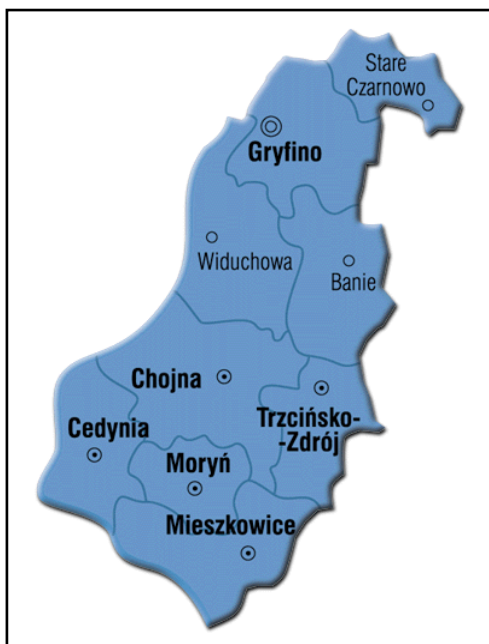 Stare
Czarnowo
Gryfino
Widuchowa
Banie
Chojna
Trzcińsko-
-Zdrój
Cedynia
Moryń
Mieszkowice